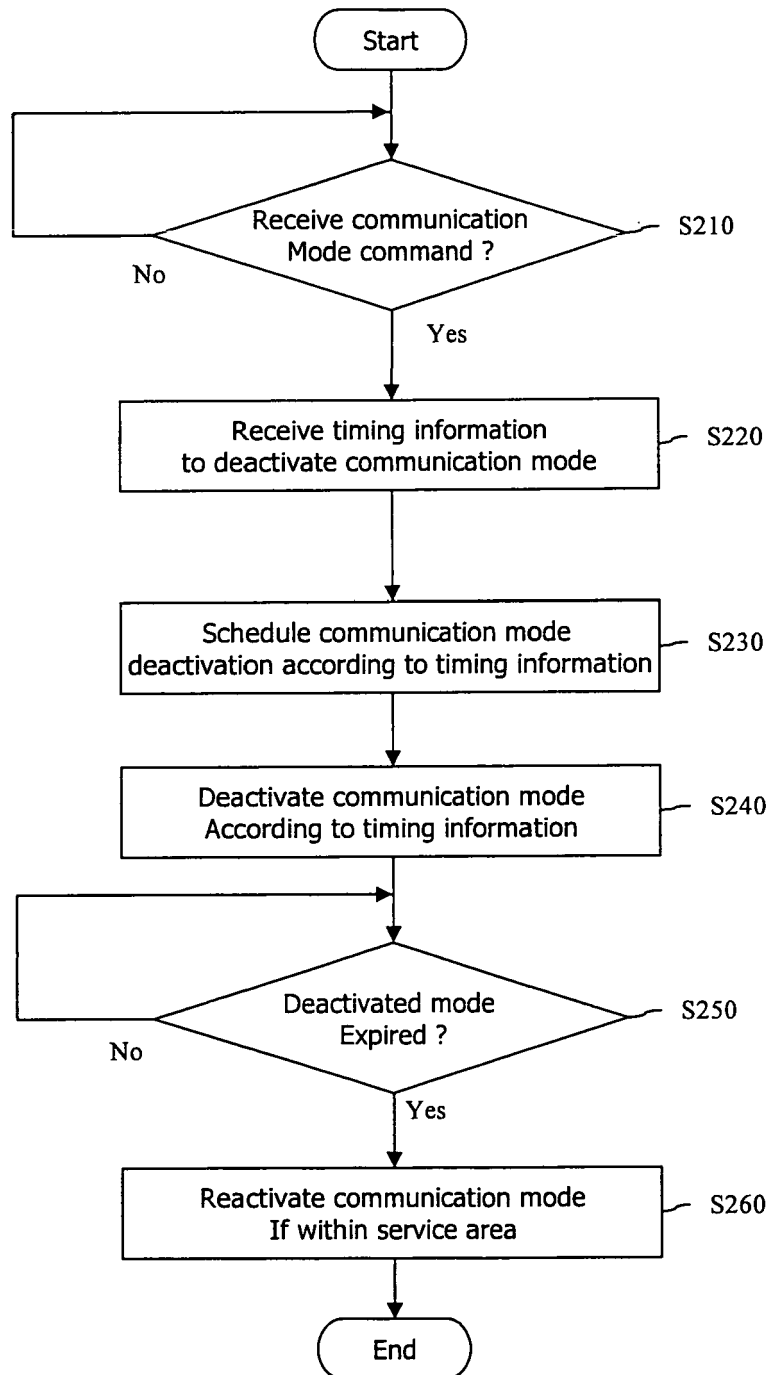 Start
Receive communication
Mode command ?
S210
No
Yes
Receive timing information
to deactivate communication mode
S220
Schedule communication mode
deactivation according to timing information
S230
Deactivate communication mode
According to timing information
S240
Deactivated mode
Expired ?
S250
No
Yes
Reactivate communication mode
If within service area
S260
End